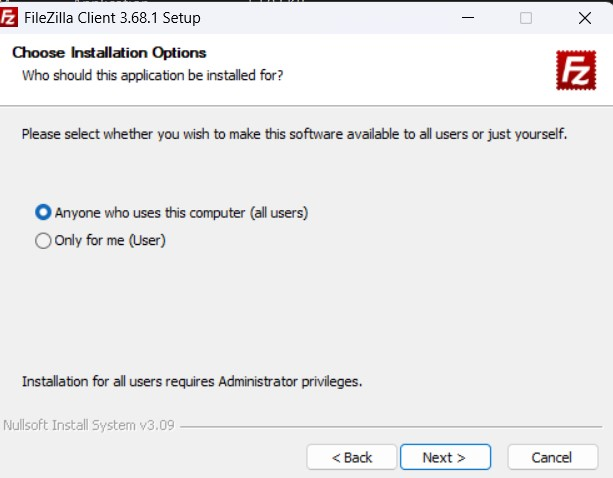 FileZilla Client 3.68.1 Setup
Choose Installation Options
Who should this application be installed for?
Please select whether you wish to make this software available to all users or just yourself.
Anyone who uses this computer (all users)
Only for me (User)
Installation for all users requires Administrator privileges.
Nullsoft Install System v3.09
< Back
Next >
Cancel